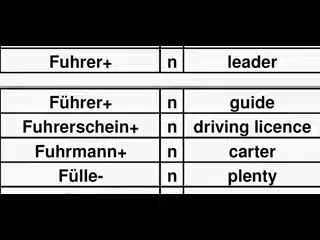 Fuhrer+ n leader
Führer+ n guide
Fuhrerschein+ n driving licence
Fuhrmann+ n carter
Fülle- n plenty